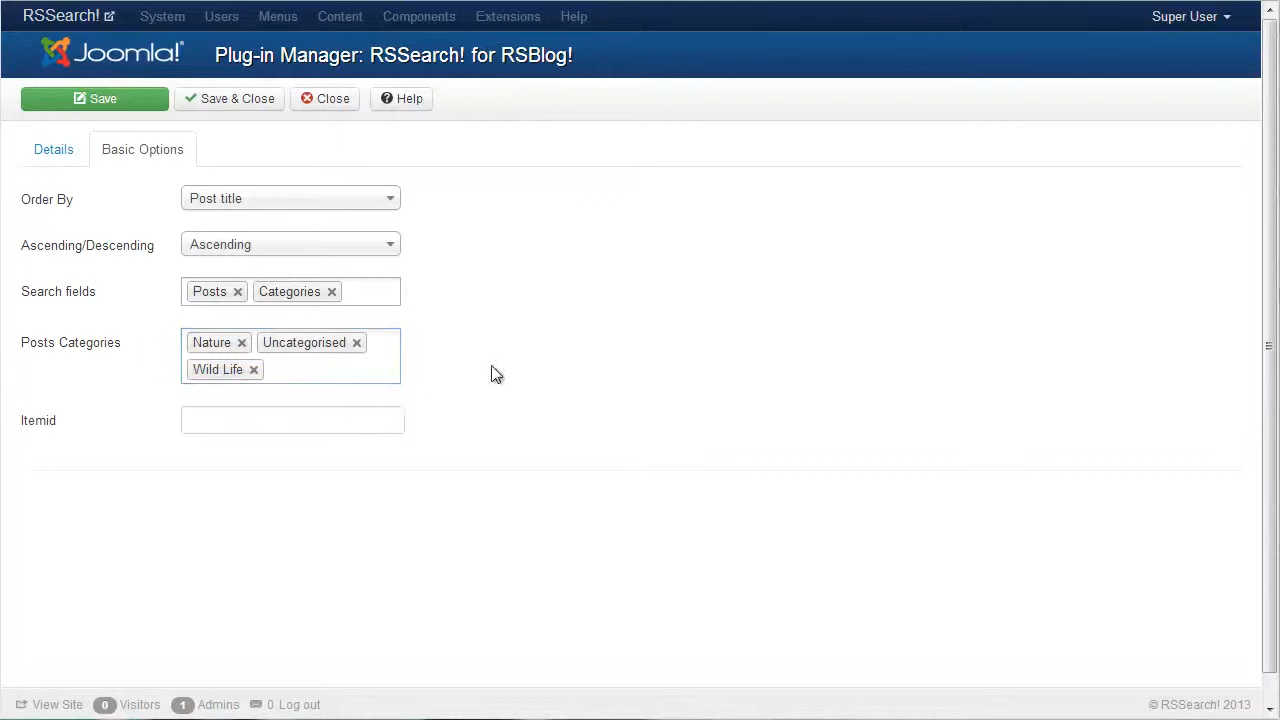 RSSearch! System Users Menus Content Components Extensions Help Super User
Joomla! Plug-in Manager: RSSearch! for RSBlog!
Save Save & Close Close Help
Details Basic Options
Order By Post title
Ascending/Descending Ascending
Search fields Posts Categories
Posts Categories Nature Uncategorised
Wild Life
Itemid
View Site 0 Visitors 1 Admins 0 Log out © RSSearch! 2013